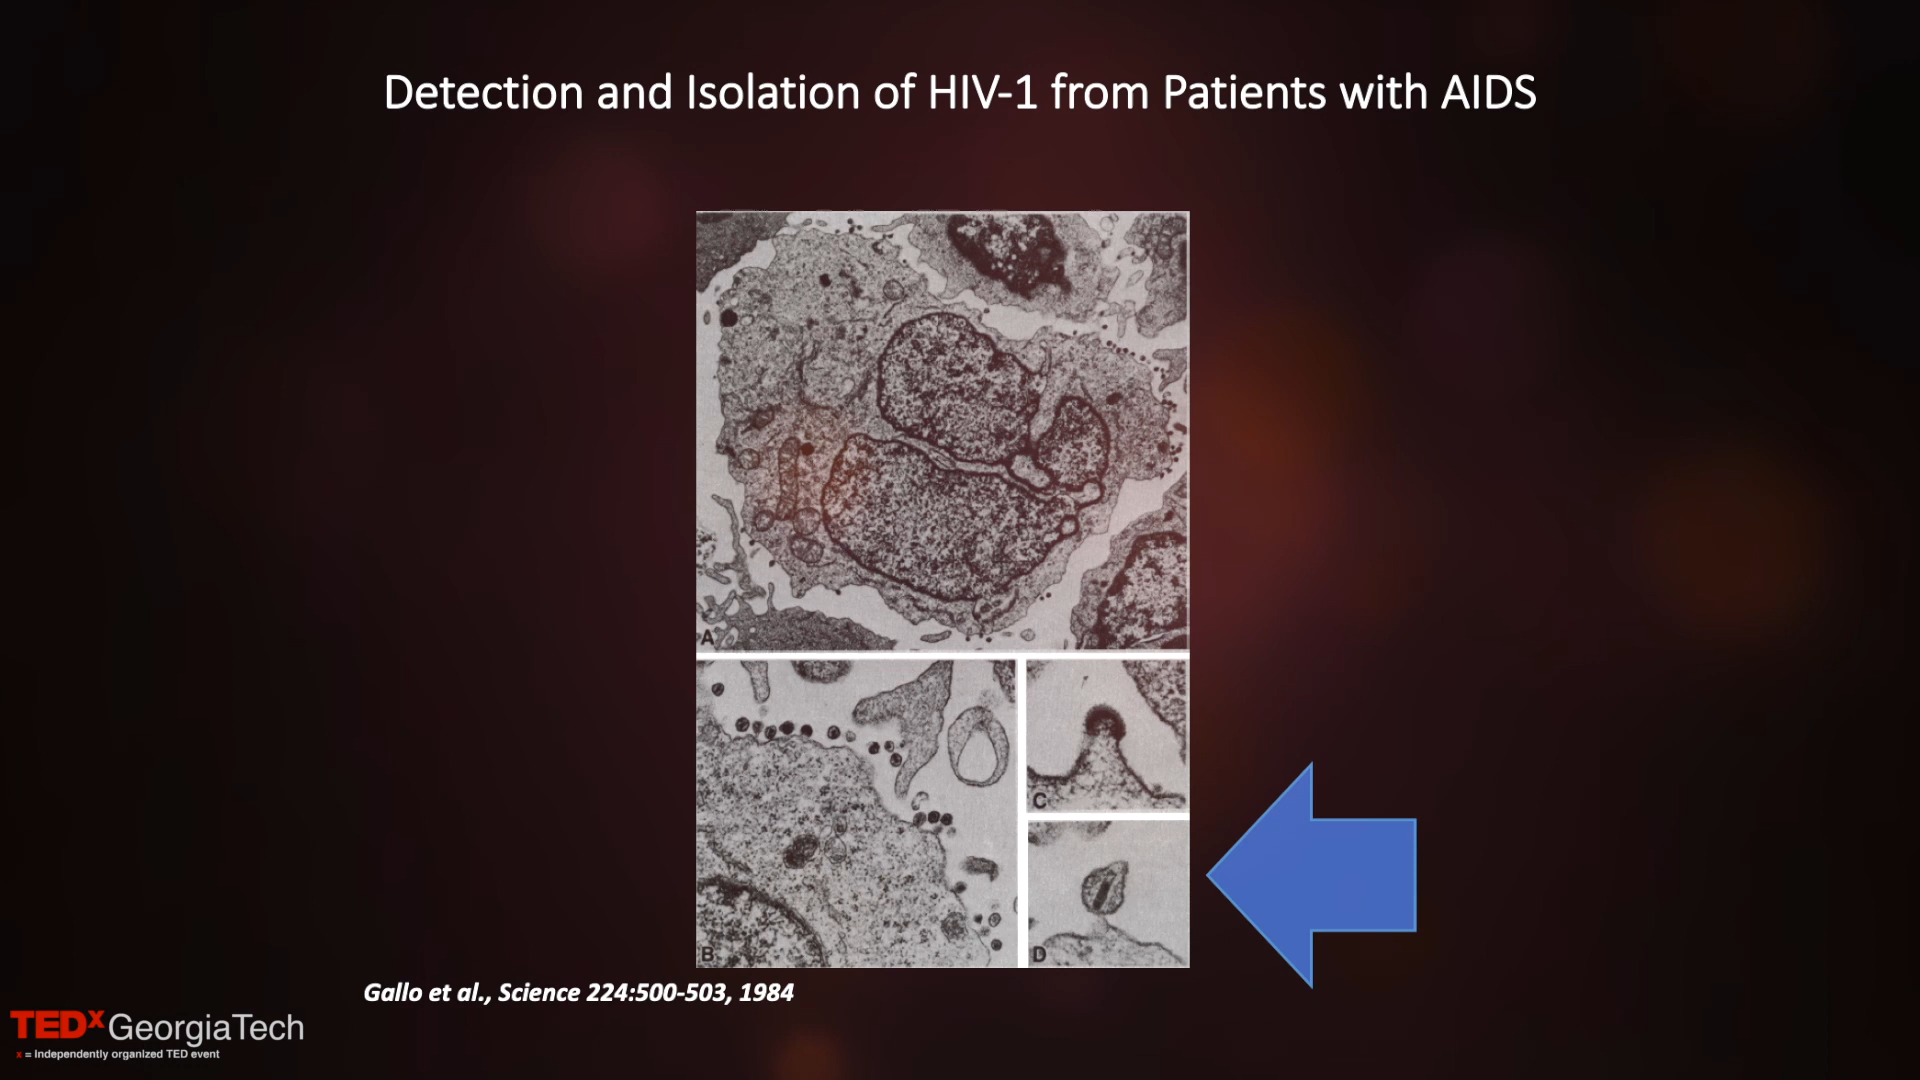 Detection and Isolation of HIV-1 from Patients with AIDS
A
B
C
D
Gallo et al., Science 224:500-503, 1984
TEDxGeorgiaTech
x = Independently organized TED event